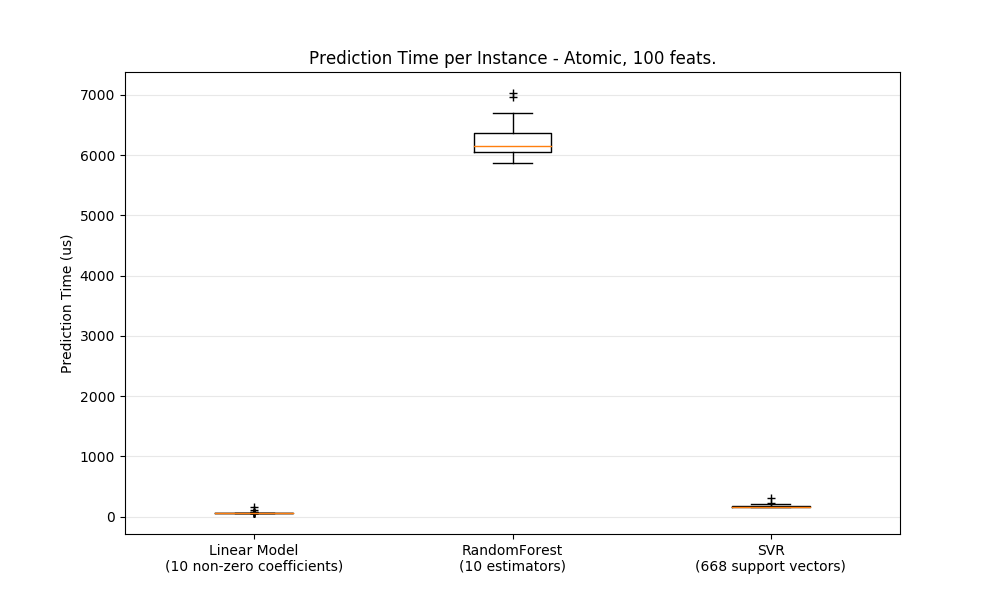 Prediction Time per Instance - Atomic, 100 feats.
Prediction Time (us)
7000
6000
5000
4000
3000
2000
1000
0
Linear Model
(10 non-zero coefficients)
RandomForest
(10 estimators)
SVR
(668 support vectors)